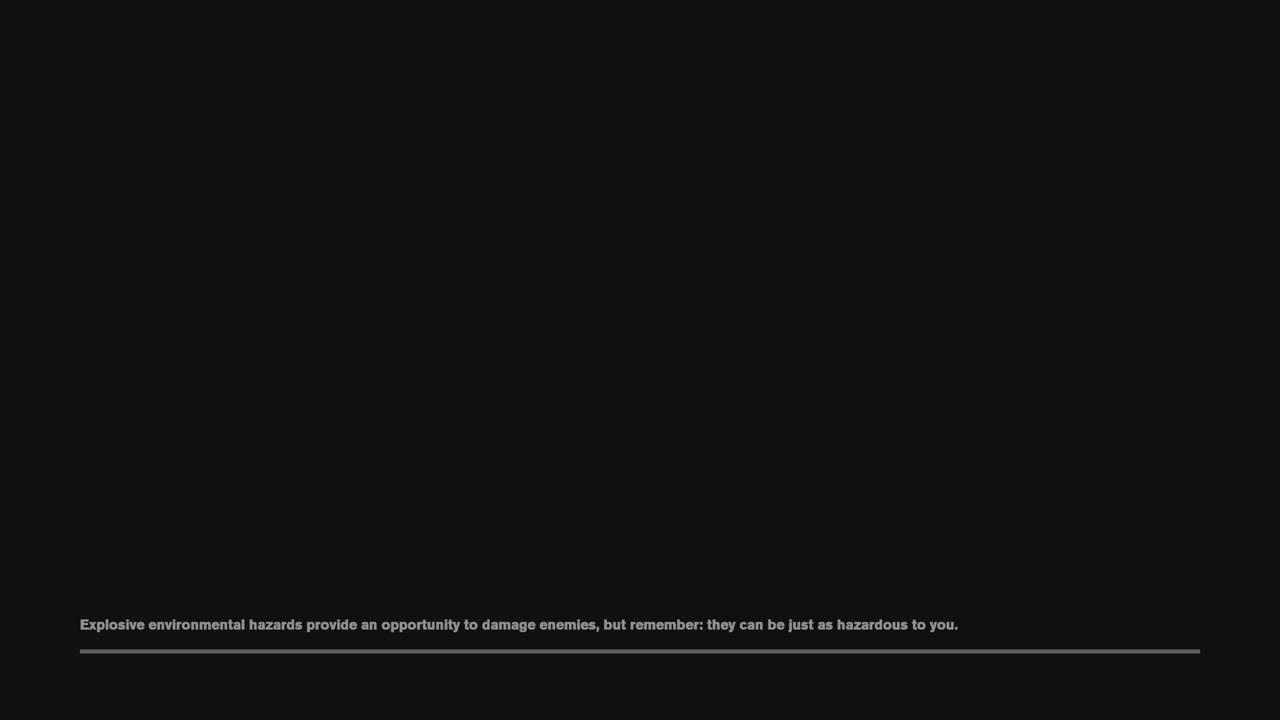 Explosive environmental hazards provide an opportunity to damage enemies, but remember: they can be just as hazardous to you.